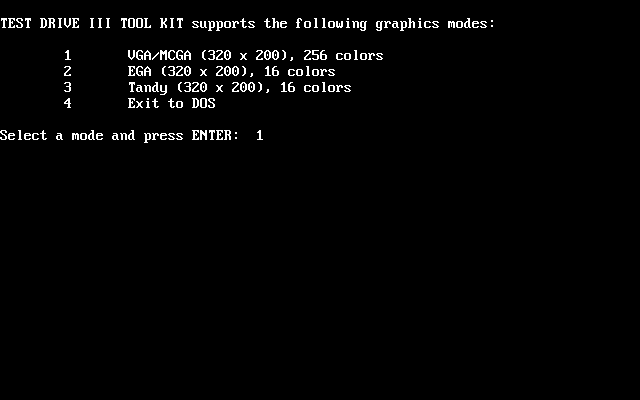 TEST DRIVE III TOOL KIT supports the following graphics modes:
1 VGA/MCGA (320 x 200), 256 colors
2 EGA (320 x 200), 16 colors
3 Tandy (320 x 200), 16 colors
4 Exit to DOS
Select a mode and press ENTER: 1